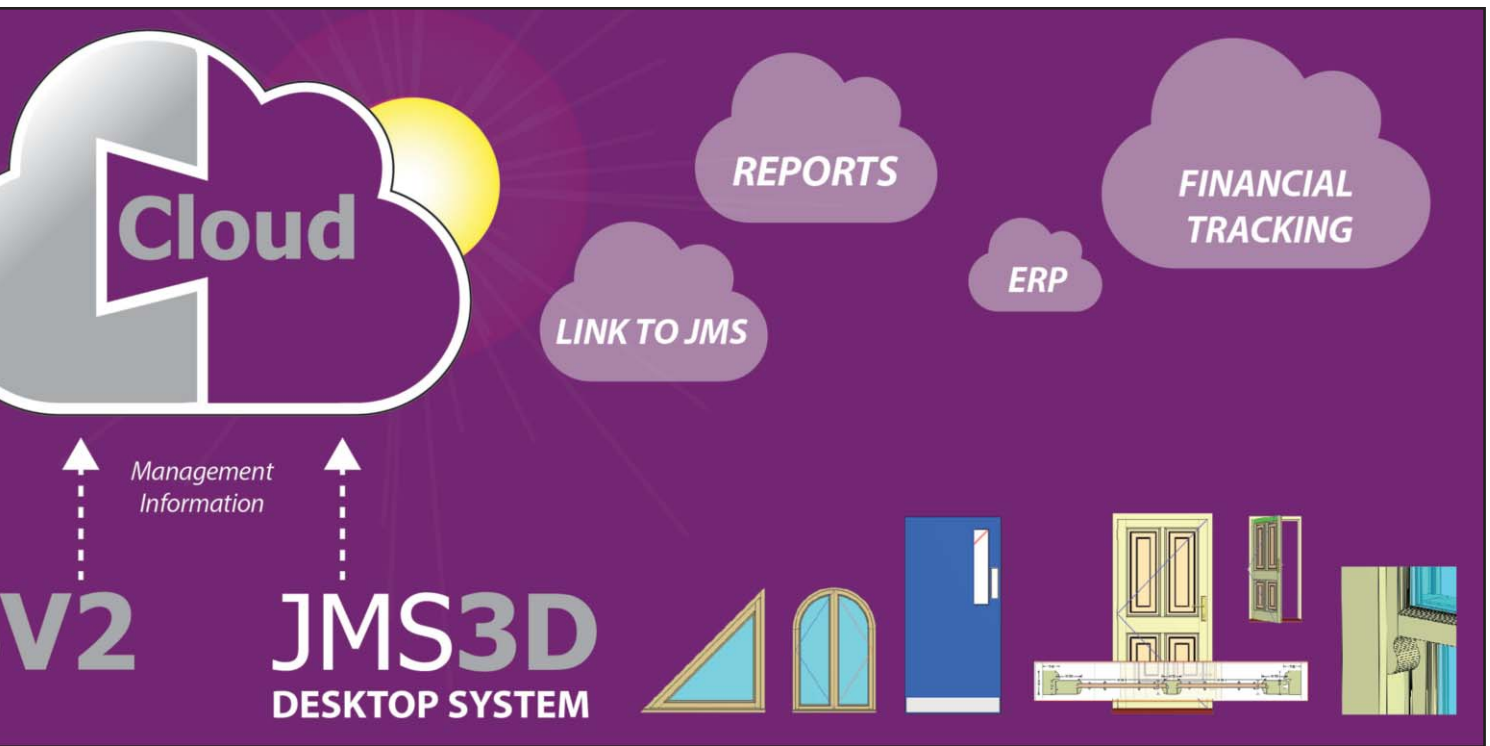 Cloud
REPORTS
FINANCIAL
TRACKING
ERP
LINK TO JMS
Management
Information
V2
JMS3D
DESKTOP SYSTEM